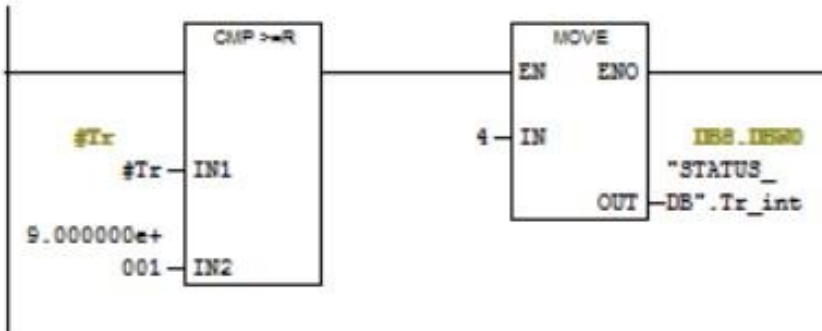 CMP >=R
MOVE
EN ENO
#Tr
4 IN
DB8.DBW0
#Tr IN1
"STATUS_
OUT DB".Tr_int
9.000000e+
001 IN2